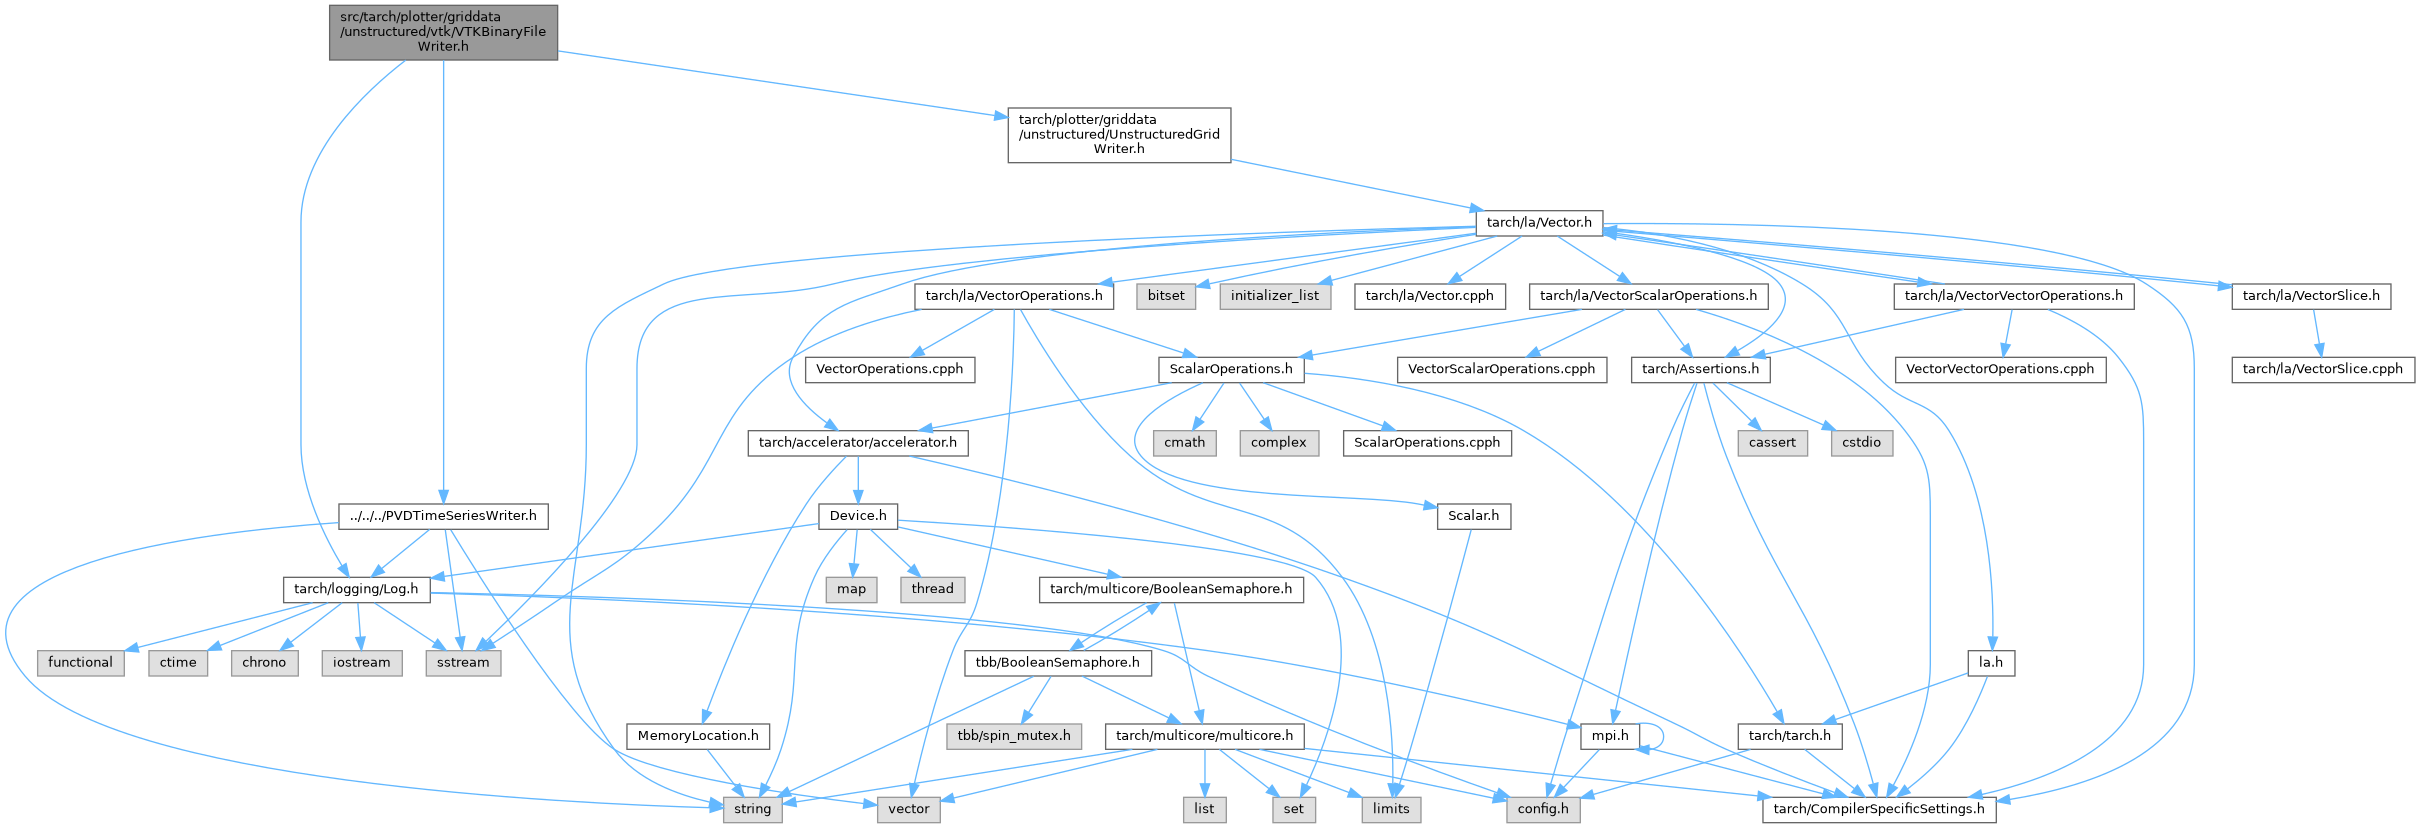 src/tarch/plotter/griddata
/unstructured/vtk/VTKBinaryFile
Writer.h
tarch/plotter/griddata
/unstructured/UnstructuredGrid
Writer.h
tarch/la/Vector.h
tarch/la/VectorOperations.h
bitset
initializer_list
tarch/la/Vector.cpph
tarch/la/VectorScalarOperations.h
tarch/la/VectorVectorOperations.h
tarch/la/VectorSlice.h
VectorOperations.cpph
ScalarOperations.h
VectorScalarOperations.cpph
tarch/Assertions.h
VectorVectorOperations.cpph
tarch/la/VectorSlice.cpph
tarch/accelerator/accelerator.h
cmath
complex
ScalarOperations.cpph
cassert
cstdio
../../../PVDTimeSeriesWriter.h
Device.h
Scalar.h
tarch/logging/Log.h
map
thread
tarch/multicore/BooleanSemaphore.h
functional
ctime
chrono
iostream
sstream
tbb/BooleanSemaphore.h
la.h
MemoryLocation.h
tbb/spin_mutex.h
tarch/multicore/multicore.h
mpi.h
tarch/tarch.h
string
vector
list
set
limits
config.h
tarch/CompilerSpecificSettings.h